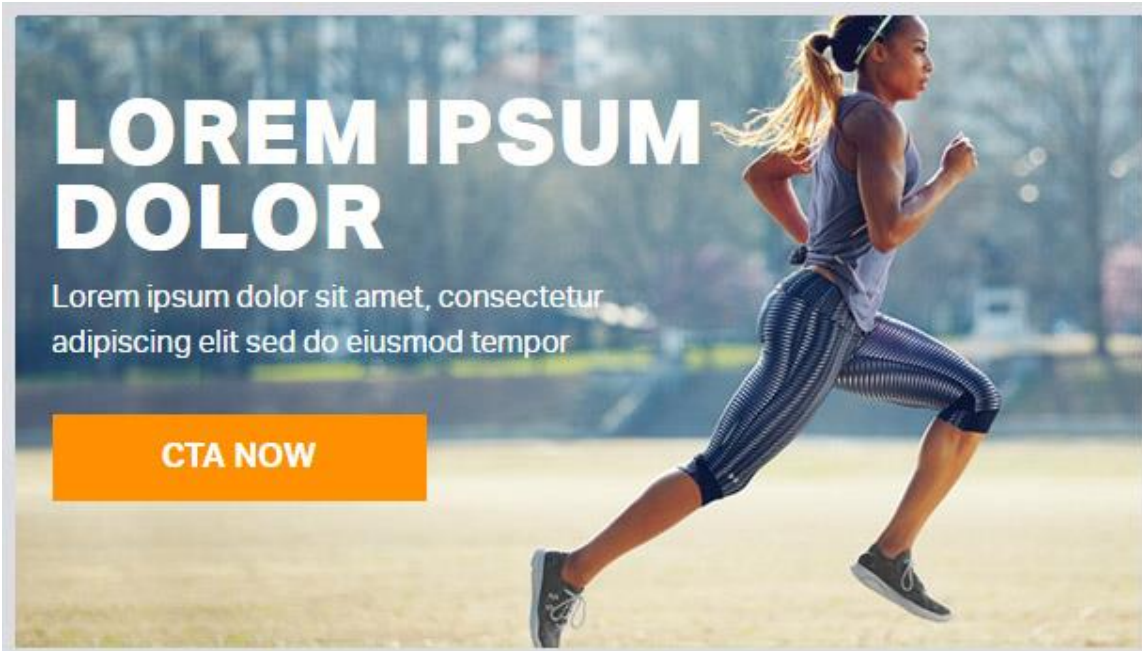 LOREM IPSUM
DOLOR
Lorem ipsum dolor sit amet, consectetur
adipiscing elit sed do eiusmod tempor
CTA NOW